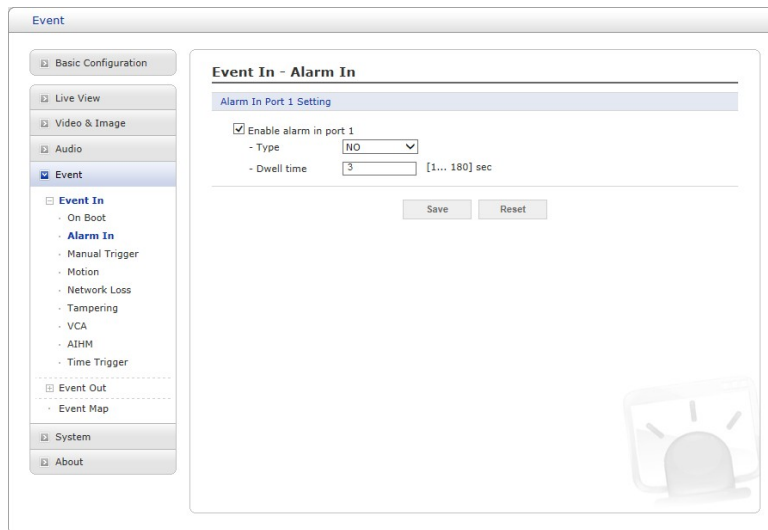 Event
Basic Configuration
Live View
Video & Image
Audio
Event
Event In
On Boot
Alarm In
Manual Trigger
Motion
Network Loss
Tampering
VCA
AIHM
Time Trigger
Event Out
Event Map
System
About
Event In - Alarm In
Alarm In Port 1 Setting
Enable alarm in port 1
- Type NO
- Dwell time 3 [1... 180] sec
Save Reset